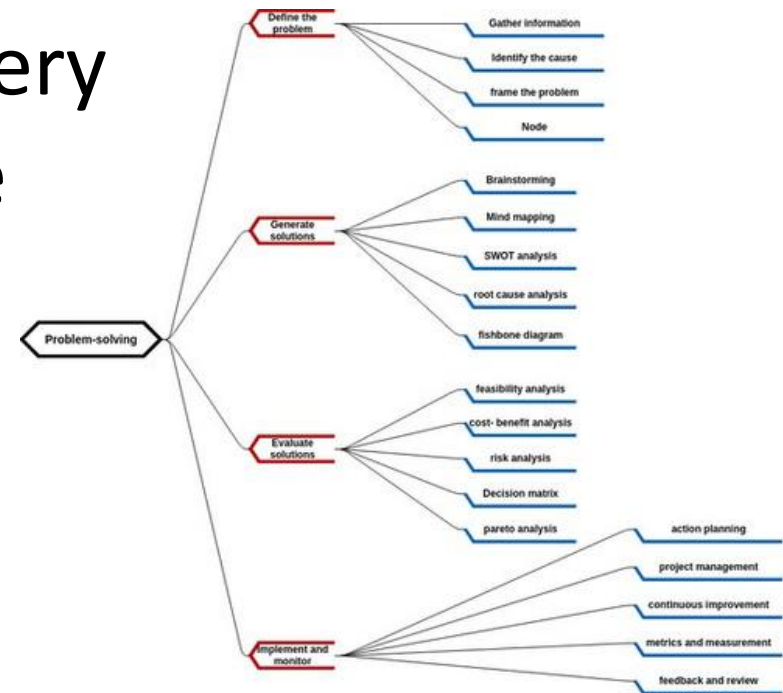 ery
e
Problem-solving
Define the
problem
Gather information
Identify the cause
frame the problem
Node
Generate
solutions
Brainstorming
Mind mapping
SWOT analysis
root cause analysis
fishbone diagram
Evaluate
solutions
feasibility analysis
cost- benefit analysis
risk analysis
Decision matrix
pareto analysis
Implement and
monitor
action planning
project management
continuous improvement
metrics and measurement
feedback and review